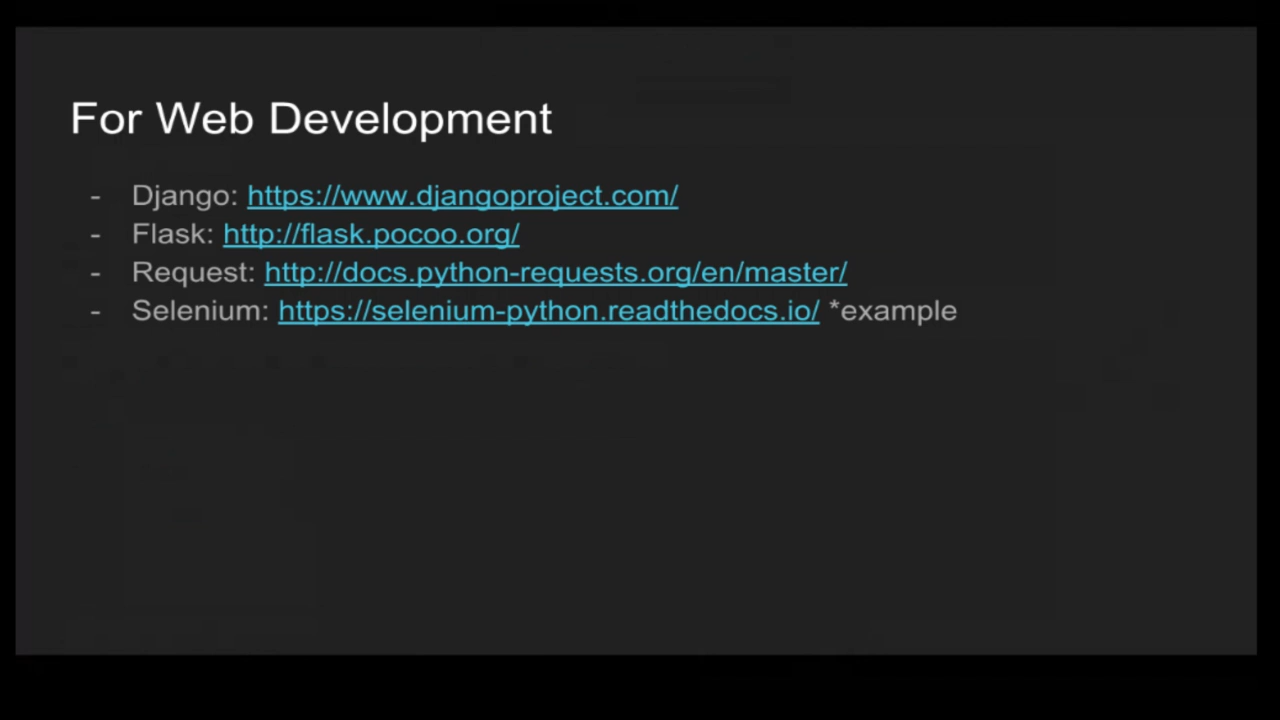 For Web Development
- Django: https://www.djangoproject.com/
- Flask: http://flask.pocoo.org/
- Request: http://docs.python-requests.org/en/master/
- Selenium: https://selenium-python.readthedocs.io/ *example